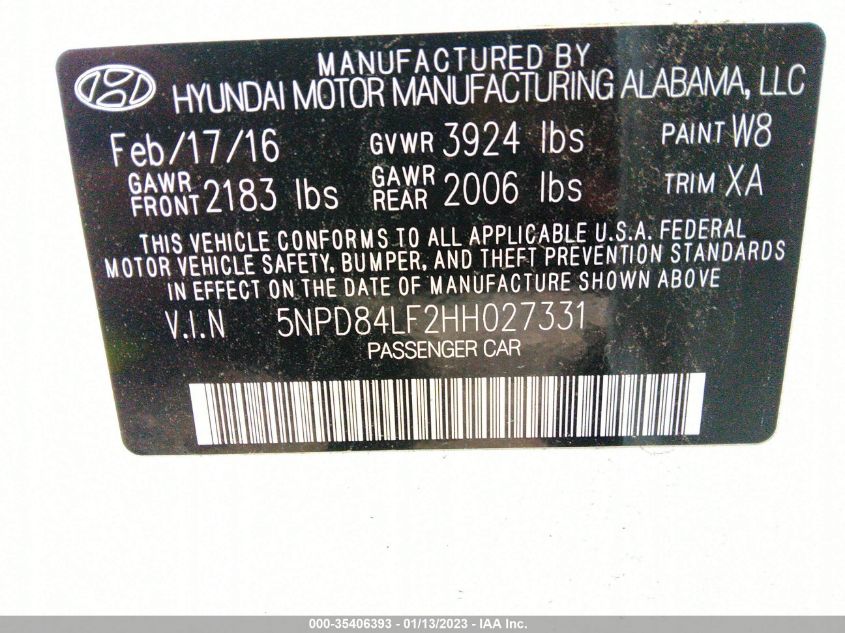 MANUFACTURED BY
HYUNDAI MOTOR MANUFACTURING ALABAMA, LLC
Feb/17/16 GVWR 3924 lbs PAINT W8
GAWR FRONT 2183 lbs GAWR REAR 2006 lbs TRIM XA
THIS VEHICLE CONFORMS TO ALL APPLICABLE U.S.A. FEDERAL
MOTOR VEHICLE SAFETY, BUMPER, AND THEFT PREVENTION STANDARDS
IN EFFECT ON THE DATE OF MANUFACTURE SHOWN ABOVE
V.I.N 5NPD84LF2HH027331
PASSENGER CAR
000-35406393 - 01/13/2023 - IAA Inc.